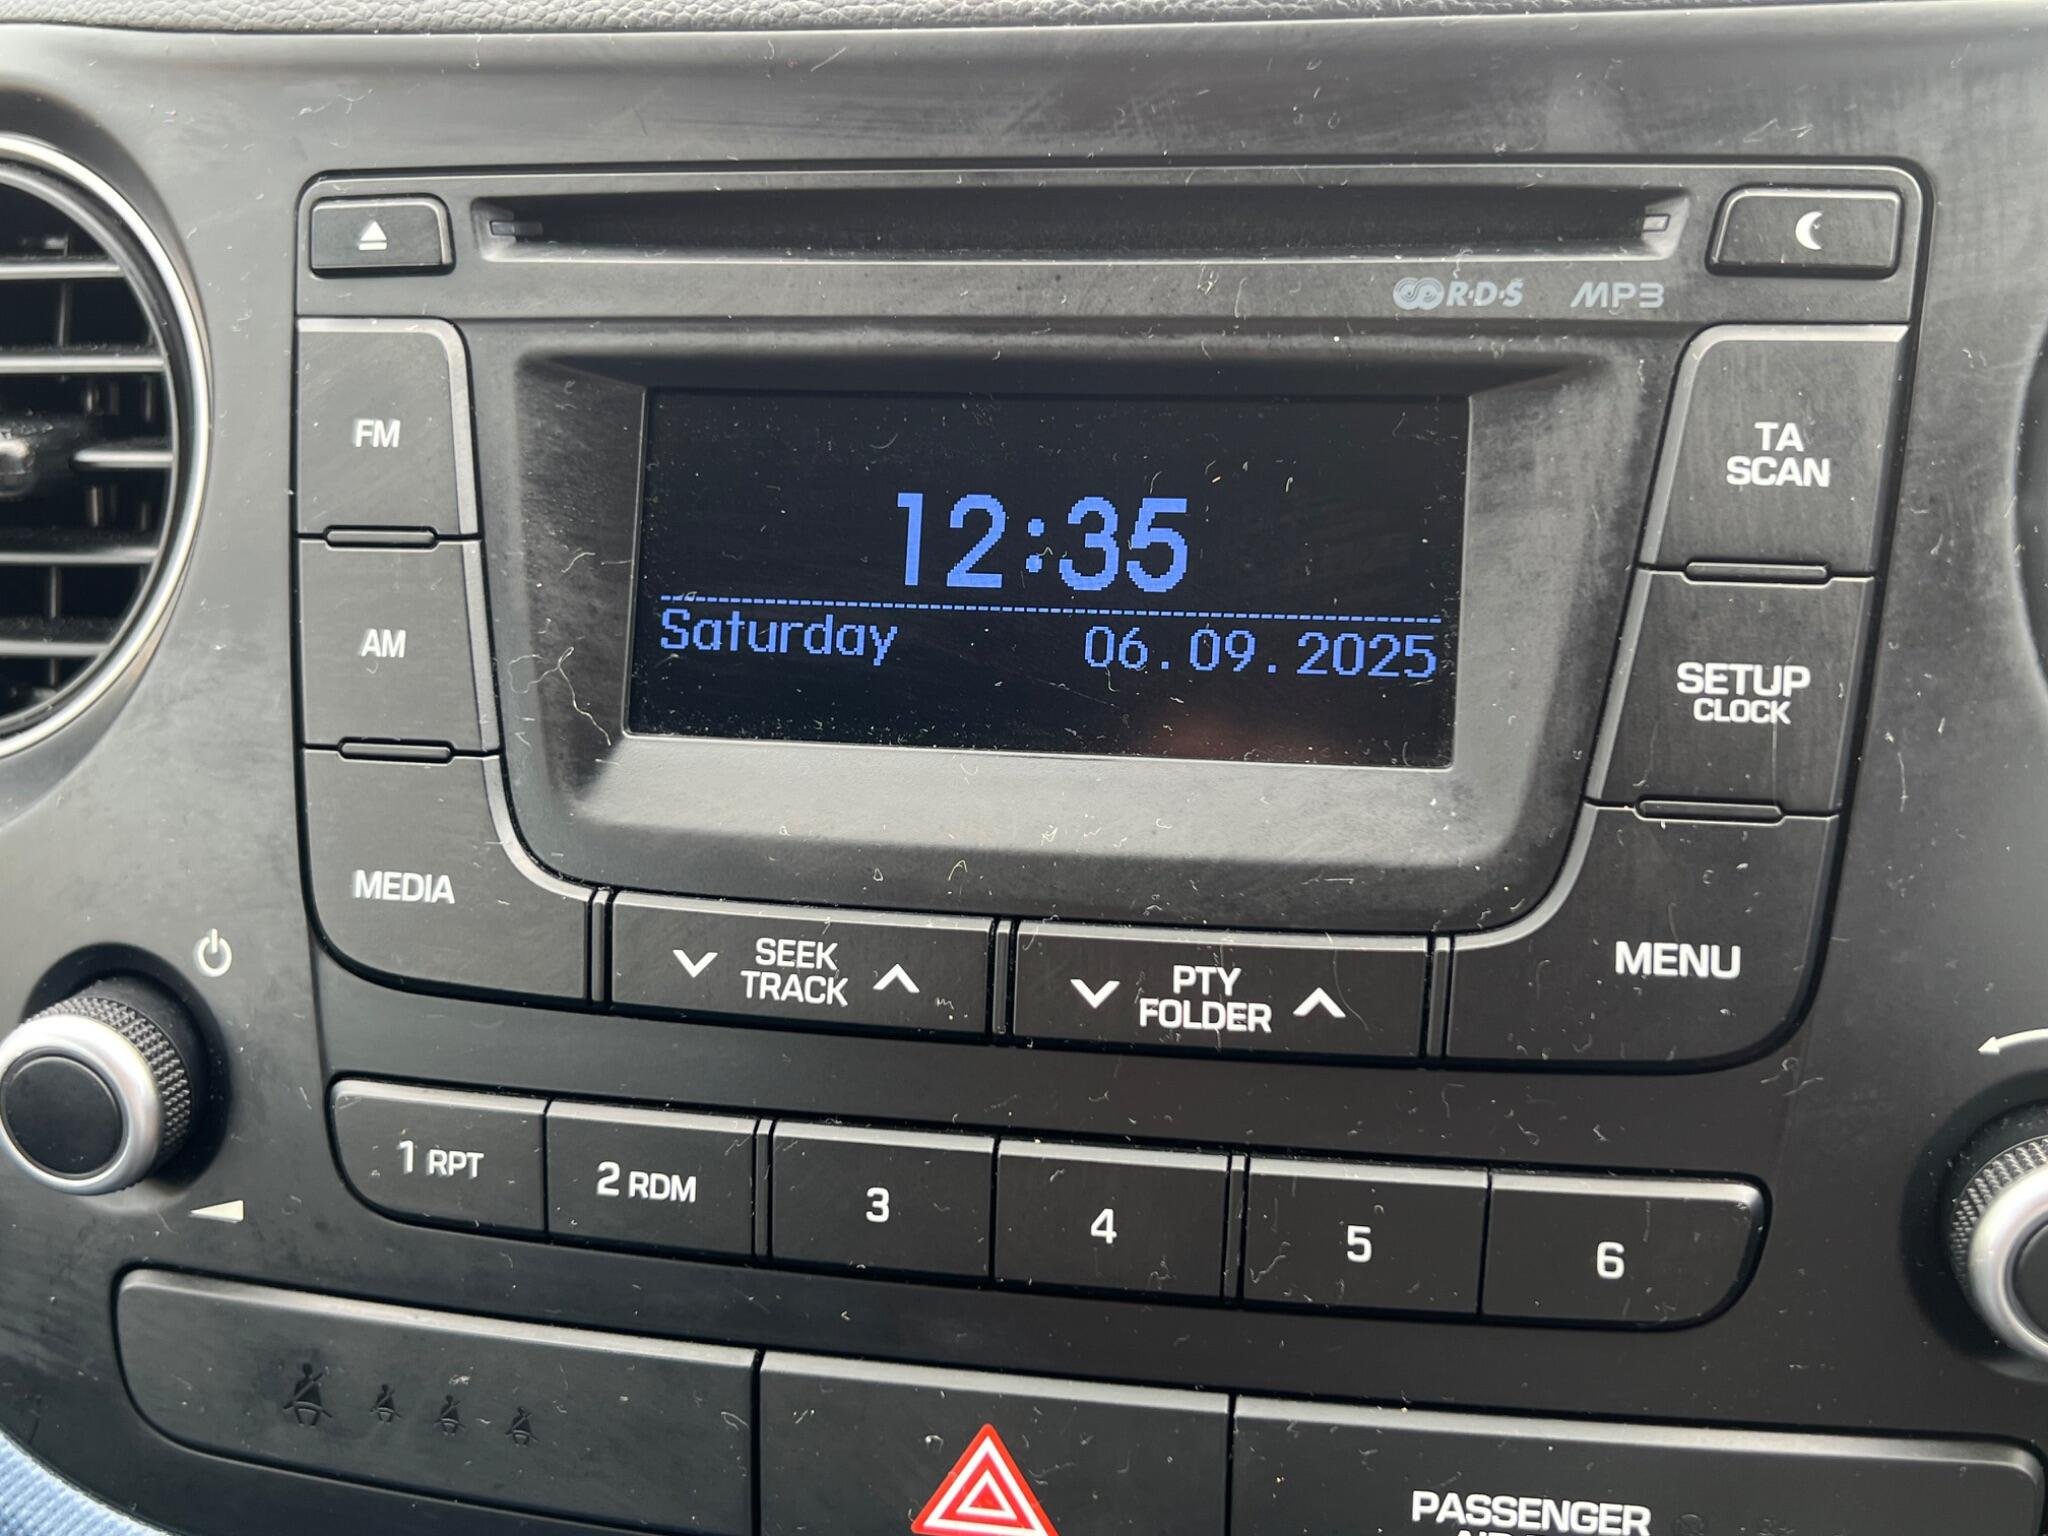 R·D·S MP3
FM
TA
SCAN
12:35
Saturday 06.09.2025
AM
SETUP
CLOCK
MEDIA
SEEK
TRACK
PTY
FOLDER
MENU
1 RPT
2 RDM
3
4
5
6
PASSENGER